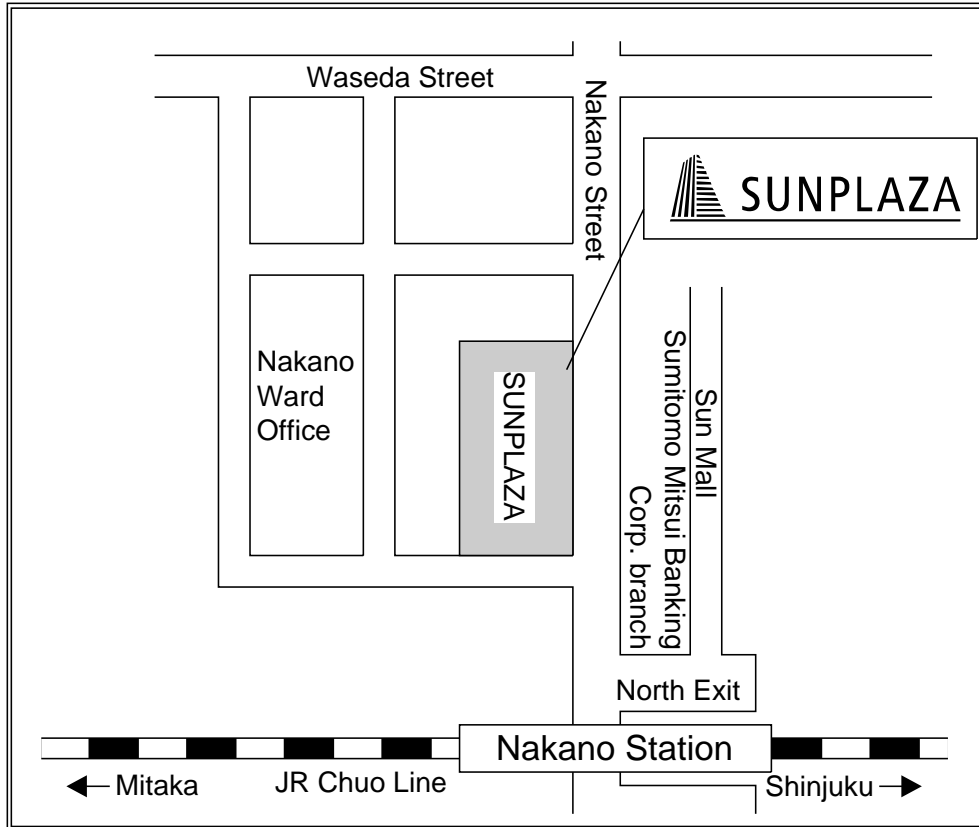 Waseda Street
Nakano Street
SUNPLAZA
Nakano
Ward
Office
SUNPLAZA
Sun Mall
Sumitomo Mitsui Banking
Corp. branch
North Exit
Nakano Station
Mitaka
JR Chuo Line
Shinjuku